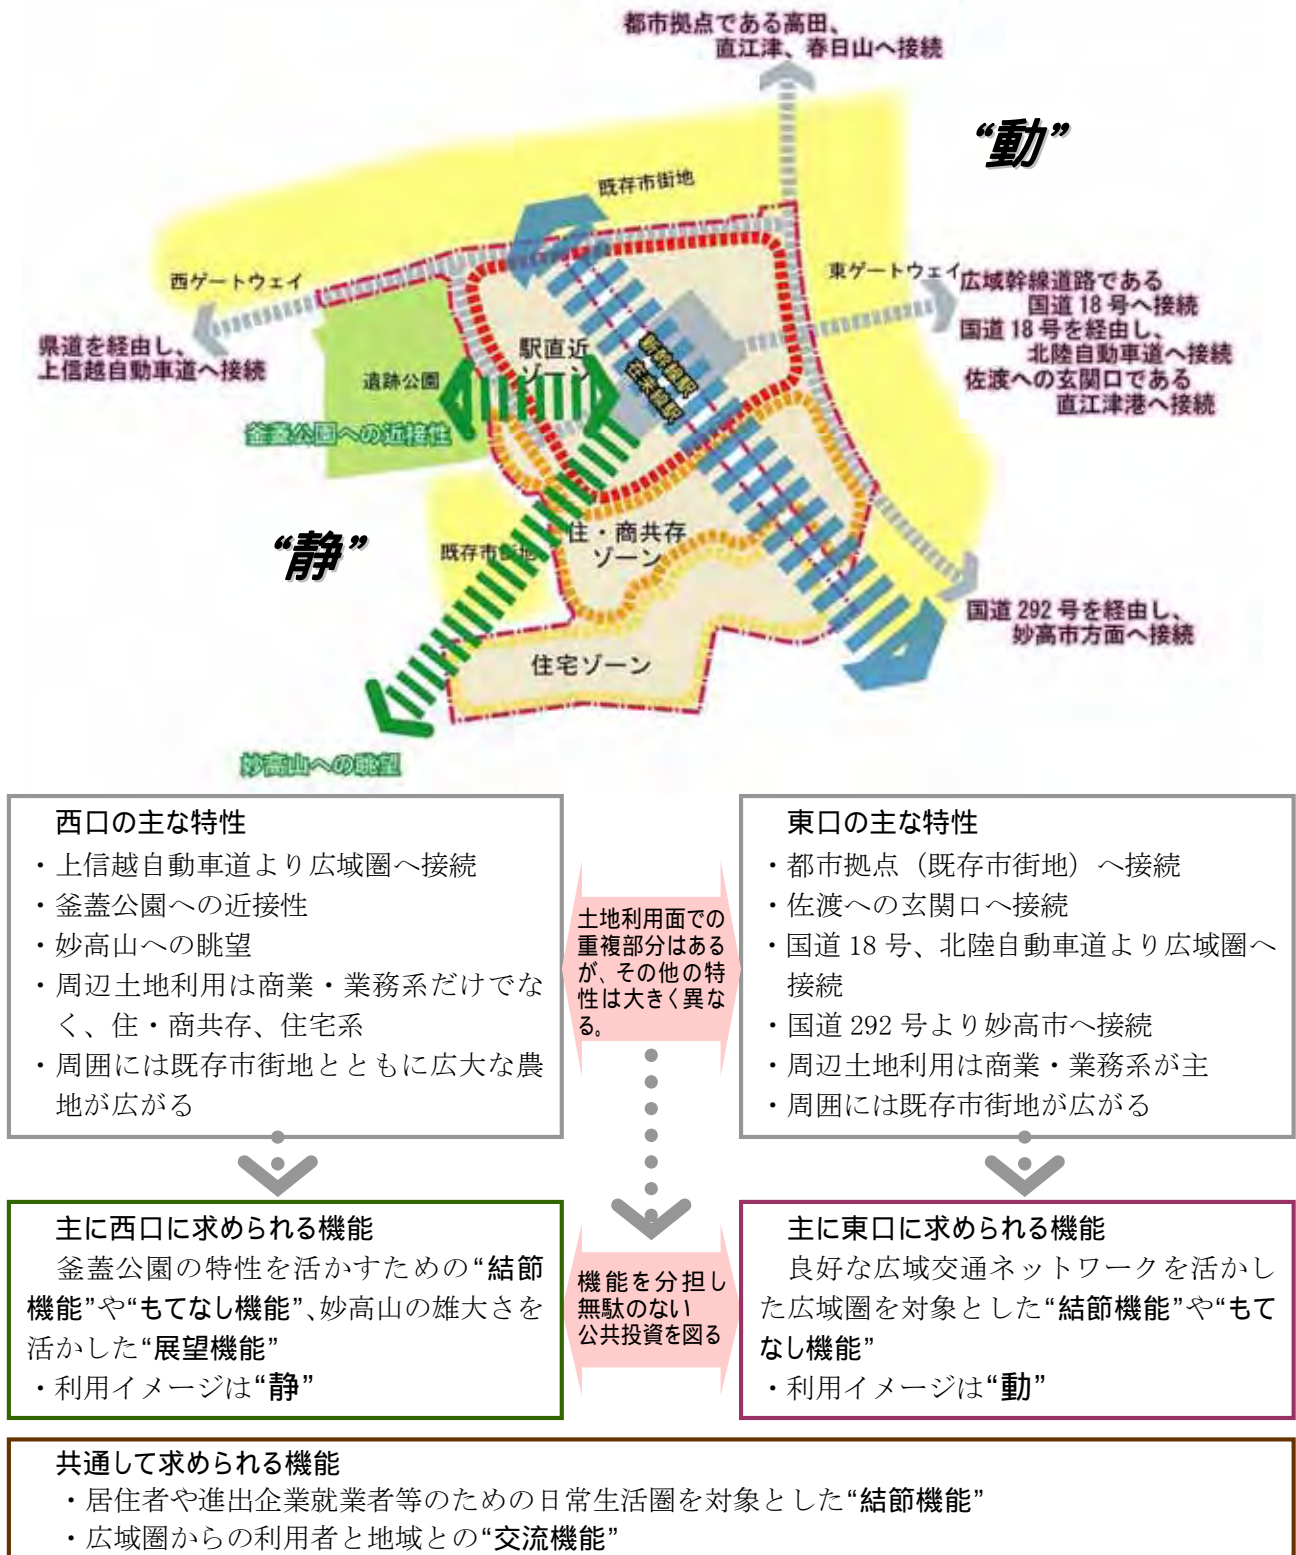 都市拠点である高田、
直江津、春日山へ接続
“動”
既存市街地
西ゲートウェイ
東ゲートウェイ
広域幹線道路である
国道 18 号へ接続
国道 18 号を経由し、
北陸自動車道へ接続
佐渡への玄関口である
直江津港へ接続
県道を経由し、
上信越自動車道へ接続
駅直近
ゾーン
新幹線駅
在来線駅
遺跡公園
釜蓋公園への近接性
“静”
既存市街地
住・商共存
ゾーン
国道 292 号を経由し、
妙高市方面へ接続
住宅ゾーン
妙高山への眺望
西口の主な特性
・上信越自動車道より広域圏へ接続
・釜蓋公園への近接性
・妙高山への眺望
・周辺土地利用は商業・業務系だけでな
く、住・商共存、住宅系
・周囲には既存市街地とともに広大な農
地が広がる
土地利用面での
重複部分はある
が、その他の特
性は大きく異な
る。
東口の主な特性
・都市拠点（既存市街地）へ接続
・佐渡への玄関口へ接続
・国道 18 号、北陸自動車道より広域圏へ
接続
・国道 292 号より妙高市へ接続
・周辺土地利用は商業・業務系が主
・周囲には既存市街地が広がる
主に西口に求められる機能
釜蓋公園の特性を活かすための“結節
機能”や“もてなし機能”、妙高山の雄大さを
活かした“展望機能”
・利用イメージは“静”
機能を分担し
無駄のない
公共投資を図る
主に東口に求められる機能
良好な広域交通ネットワークを活かし
た広域圏を対象とした“結節機能”や“もて
なし機能”
・利用イメージは“動”
共通して求められる機能
・居住者や進出企業就業者等のための日常生活圏を対象とした“結節機能”
・広域圏からの利用者と地域との“交流機能”